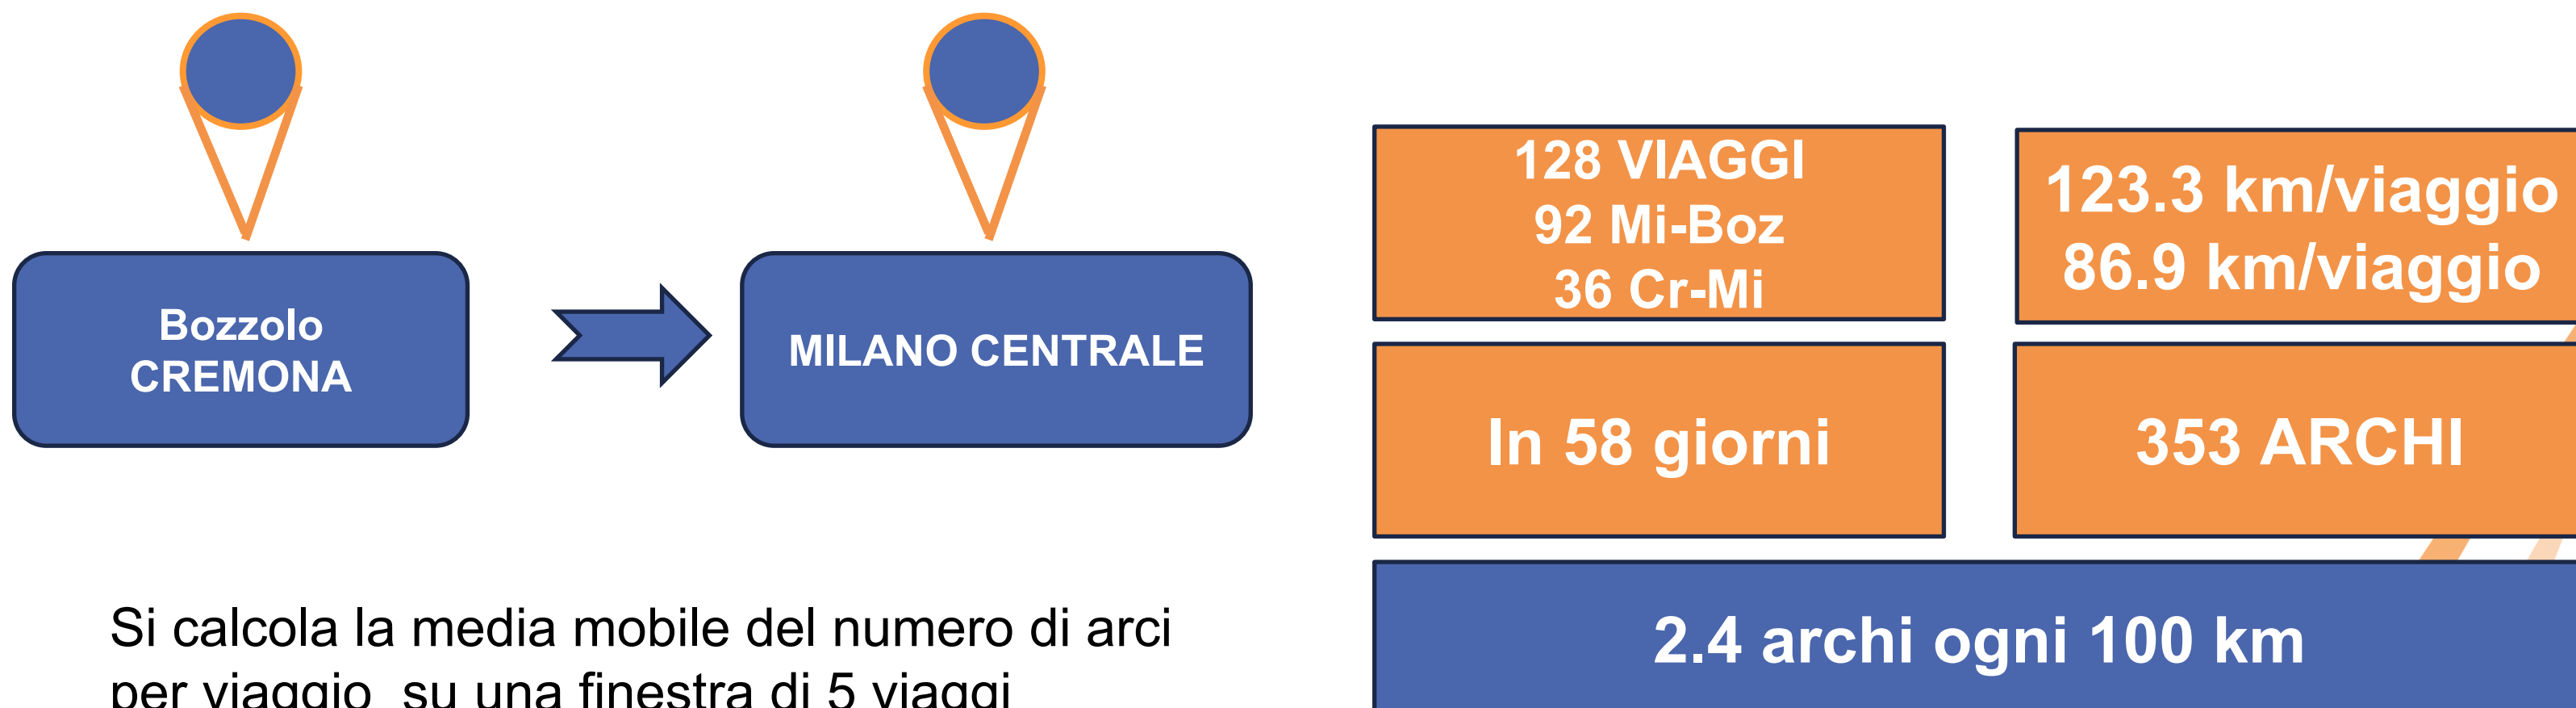 Bozzolo
CREMONA
MILANO CENTRALE
128 VIAGGI
92 Mi-Boz
36 Cr-Mi
123.3 km/viaggio
86.9 km/viaggio
In 58 giorni
353 ARCHI
2.4 archi ogni 100 km
Si calcola la media mobile del numero di arci
per viaggio su una finestra di 5 viaggi